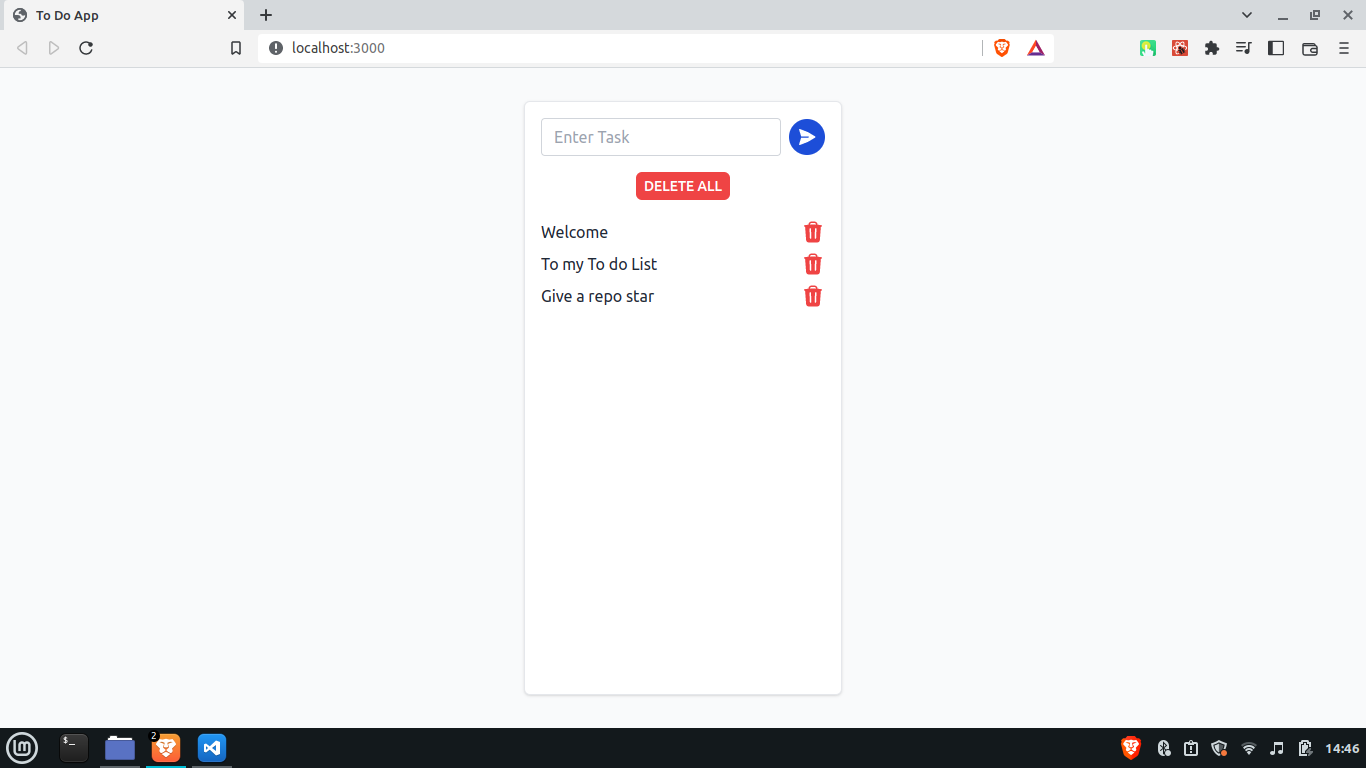 To Do App
localhost:3000
Enter Task
DELETE ALL
Welcome
To my To do List
Give a repo star
$_
2
14:46